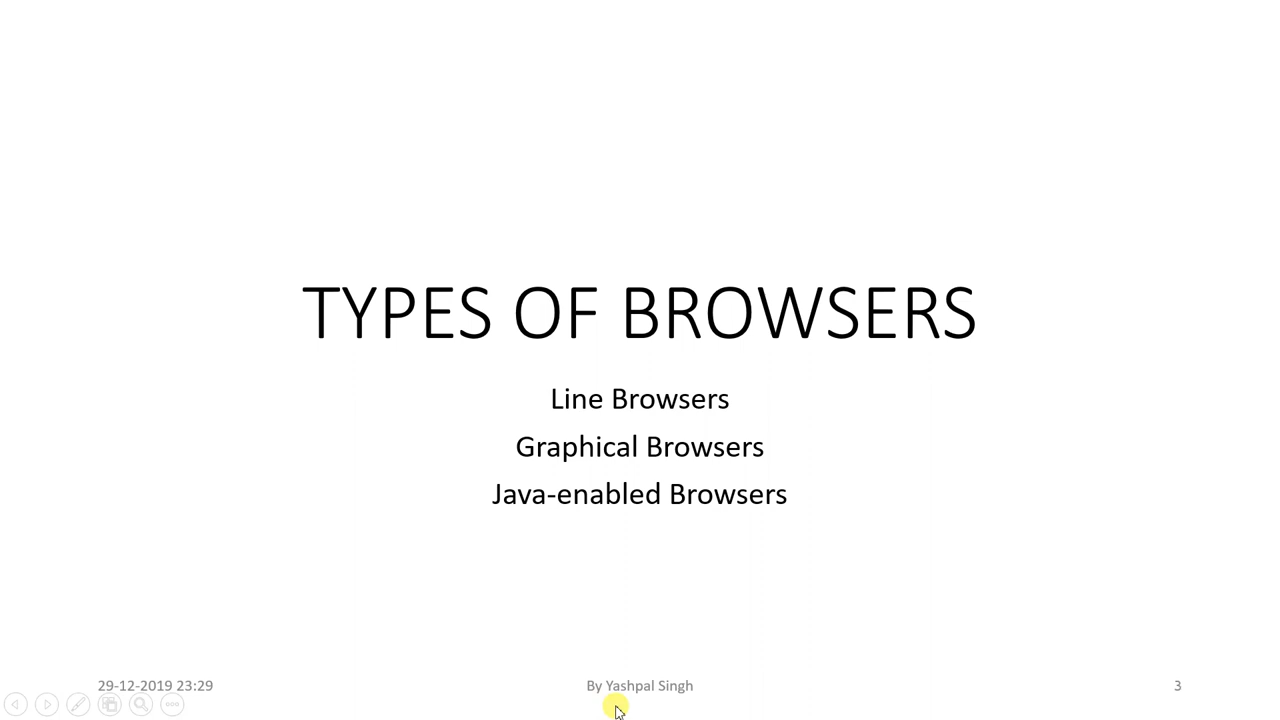 TYPES OF BROWSERS
Line Browsers
Graphical Browsers
Java-enabled Browsers
29-12-2019 23:29
By Yashpal Singh
3